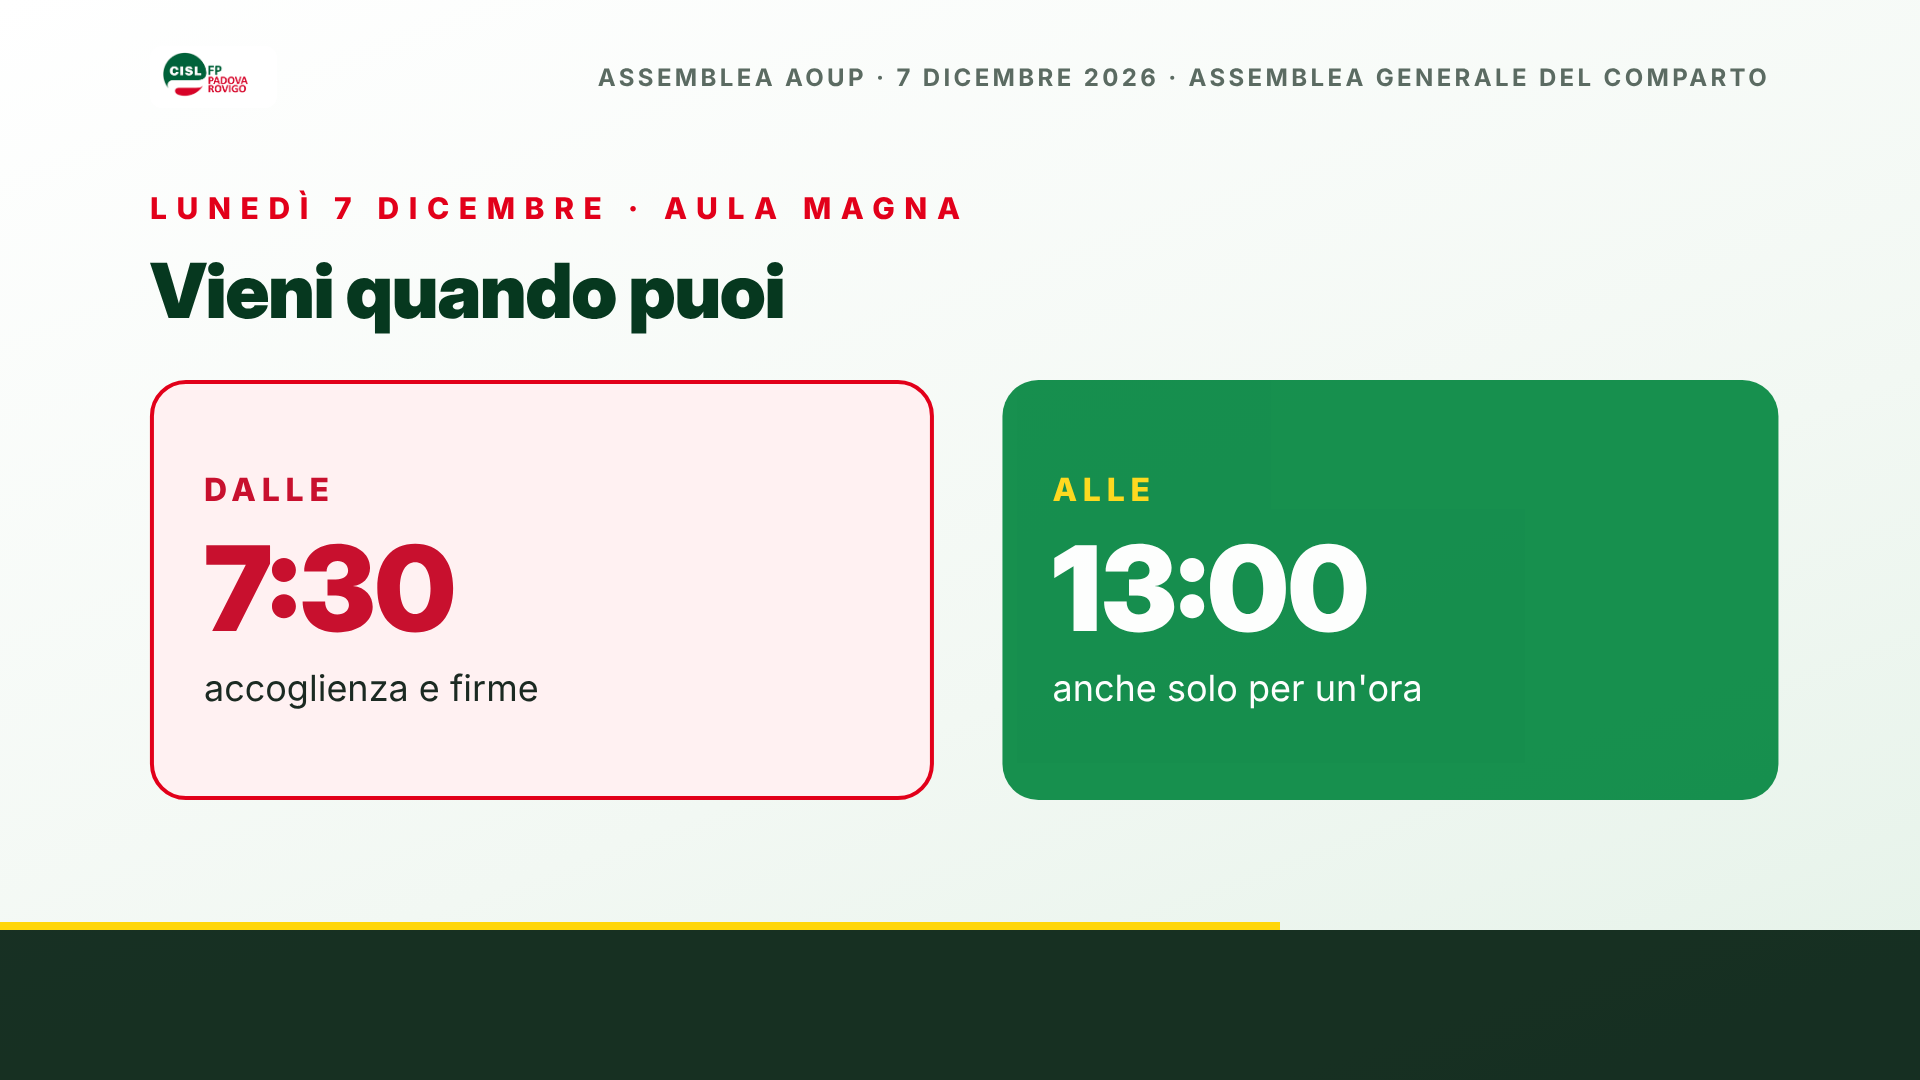 CISL FP
PADOVA
ROVIGO
ASSEMBLEA AOUP · 7 DICEMBRE 2026 · ASSEMBLEA GENERALE DEL COMPARTO
LUNEDÌ 7 DICEMBRE · AULA MAGNA
Vieni quando puoi
DALLE
7:30
accoglienza e firme
ALLE
13:00
anche solo per un'ora